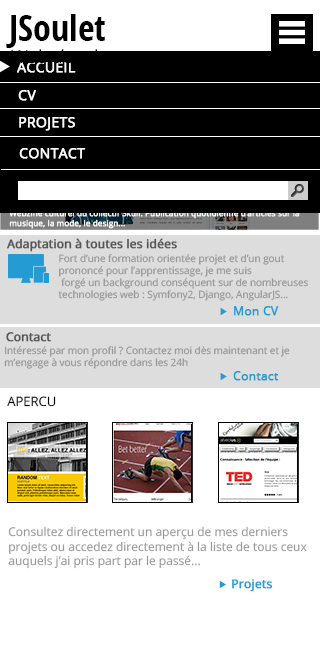 JSoulet
ACCUEIL
CV
PROJETS
CONTACT
Webzine culturel du collectif Skull. Publication quotidienne d'articles sur la
musique, la mode, le design...
Adaptation à toutes les idées
Fort d'une formation orientée projet et d'un gout
prononcé pour l'apprentissage, je me suis
forgé un background conséquent sur de nombreuses
technologies web : Symfony2, Django, AngularJS...
Mon CV
Contact
Intéressé par mon profil ? Contactez moi dès maintenant et je
m'engage à vous répondre dans les 24h
Contact
APERCU
ALLEZ, ALLEZ, ALLEZ
RANDOM
Bet better
TED
Consultez directement un aperçu de mes derniers
projets ou accedez directement à la liste de tous ceux
auquels j'ai pris part par le passé...
Projets